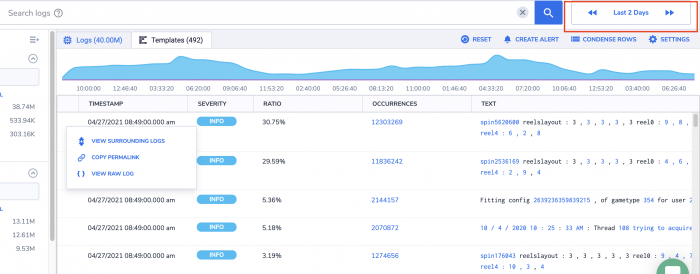 Search logs
Last 2 Days
Logs (40.00M)
Templates (492)
RESET
CREATE ALERT
CONDENSE ROWS
SETTINGS
10:00:00 12:46:40 03:33:20 06:20:00 09:06:40 11:53:20 02:40:00 05:26:40 08:13:20 11:00:00 01:46:40 04:33:20 07:20:00 10:06:40 12:53:20 03:40:00 06:26:40
38.74M
533.94K
303.16K
13.11M
12.61M
9.53M
TIMESTAMP SEVERITY RATIO OCCURRENCES TEXT
04/27/2021 08:49:00.000 am INFO 30.75% 12303269 spin5620600 reelslayout : 3 , 3 , 3 , 3 , 3 reel0 : 9 , 8 ,
reel4 : 6 , 2 , 8
VIEW SURROUNDING LOGS
COPY PERMALINK
VIEW RAW LOG
INFO 29.59% 11836242 spin2536169 reelslayout : 3 , 3 , 3 , 3 , 3 reel0 : 4 , 6 ,
reel4 : 2 , 9 , 4
04/27/2021 08:49:00.000 am INFO 5.36% 2144157 Fitting config 2639236359839215 , of gametype 354 for user 2
04/27/2021 08:49:00.000 am INFO 5.18% 2070872 10 / 4 / 2020 10 : 25 : 33 AM : Thread 108 trying to acquire
04/27/2021 08:49:00.000 am INFO 3.19% 1274656 spin176043 reelslayout : 3 , 3 , 3 , 3 , 3 reel0 : 9 , 4 ,
reel4 : 10 , 3 , 4